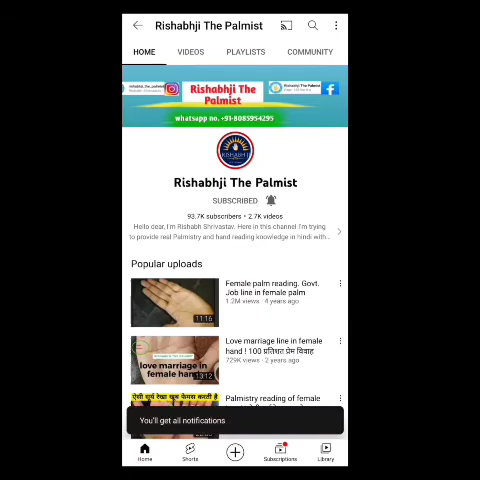 Rishabhji The Palmist
HOME VIDEOS PLAYLISTS COMMUNITY
Rishabhji The
Palmist
whatsapp no. +91-8085954295
Rishabhji The Palmist
SUBSCRIBED
93.7K subscribers • 2.7K videos
Hello dear, I'm Rishabh Shrivastav. Here in this channel I'm trying
to provide real Palmistry and hand reading knowledge in hindi with...
Popular uploads
Female palm reading. Govt.
Job line in female palm
1.2M views · 4 years ago
11:16
Love marriage line in female
hand ! 100 प्रतिशत प्रेम विवाह
729K views · 2 years ago
love marriage in
female hand
13:12
ऐसी सूर्य रेखा खूब फेमस करती है
Palmistry reading of female
You'll get all notifications
Home Shorts Subscriptions Library